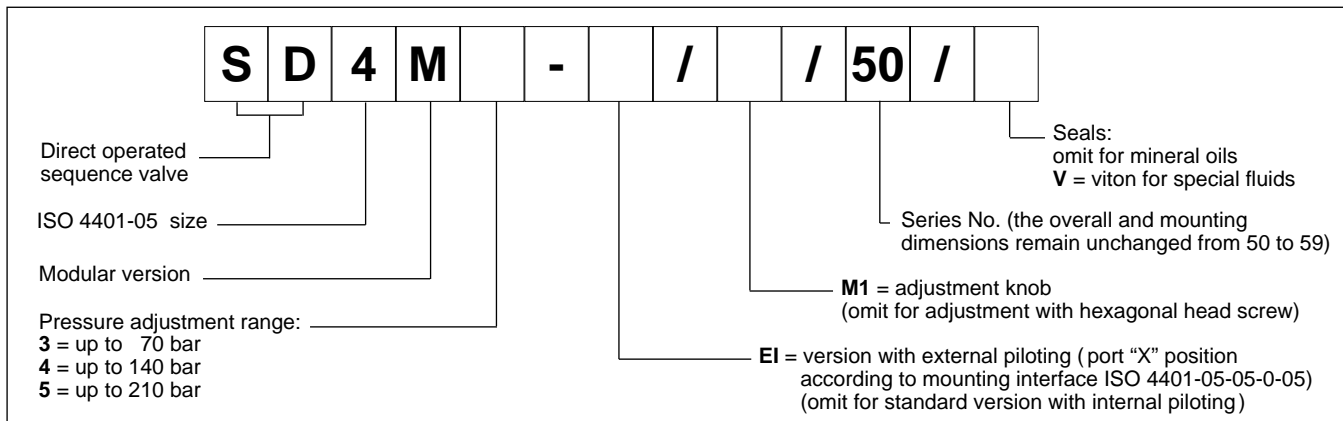 S D 4 M - / / 50 /
Direct operated
sequence valve
ISO 4401-05 size
Modular version
Pressure adjustment range:
3 = up to 70 bar
4 = up to 140 bar
5 = up to 210 bar
Seals:
omit for mineral oils
V = viton for special fluids
Series No. (the overall and mounting
dimensions remain unchanged from 50 to 59)
M1 = adjustment knob
(omit for adjustment with hexagonal head screw)
EI = version with external piloting (port “X” position
according to mounting interface ISO 4401-05-05-0-05)
(omit for standard version with internal piloting)